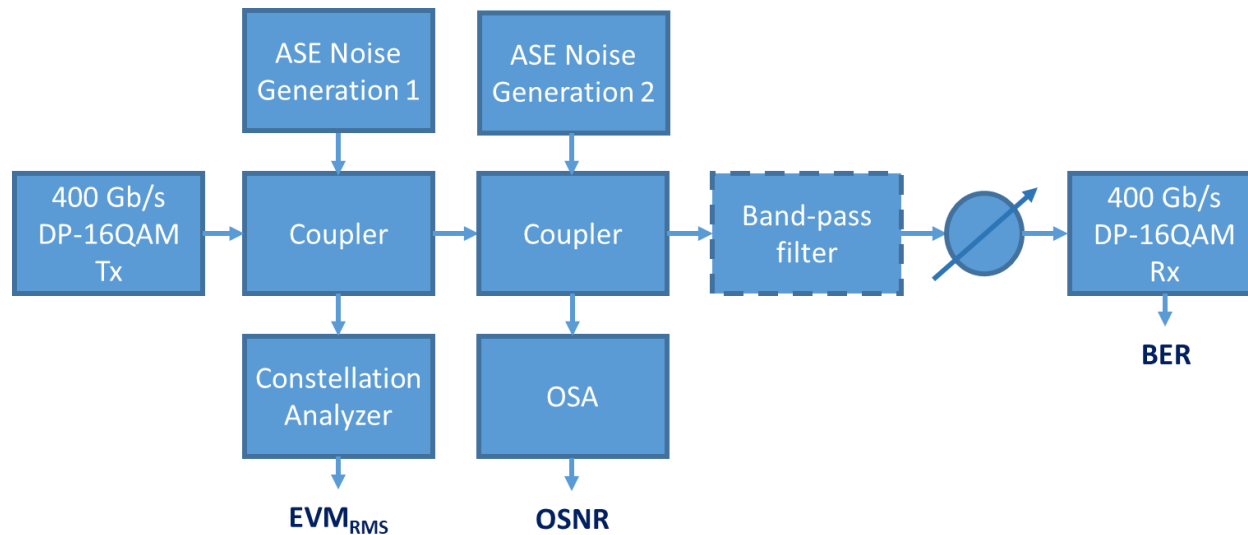 ASE Noise
Generation 1
ASE Noise
Generation 2
400 Gb/s
DP-16QAM
Tx
Coupler
Coupler
Band-pass
filter
400 Gb/s
DP-16QAM
Rx
Constellation
Analyzer
OSA
BER
EVMRMS
OSNR